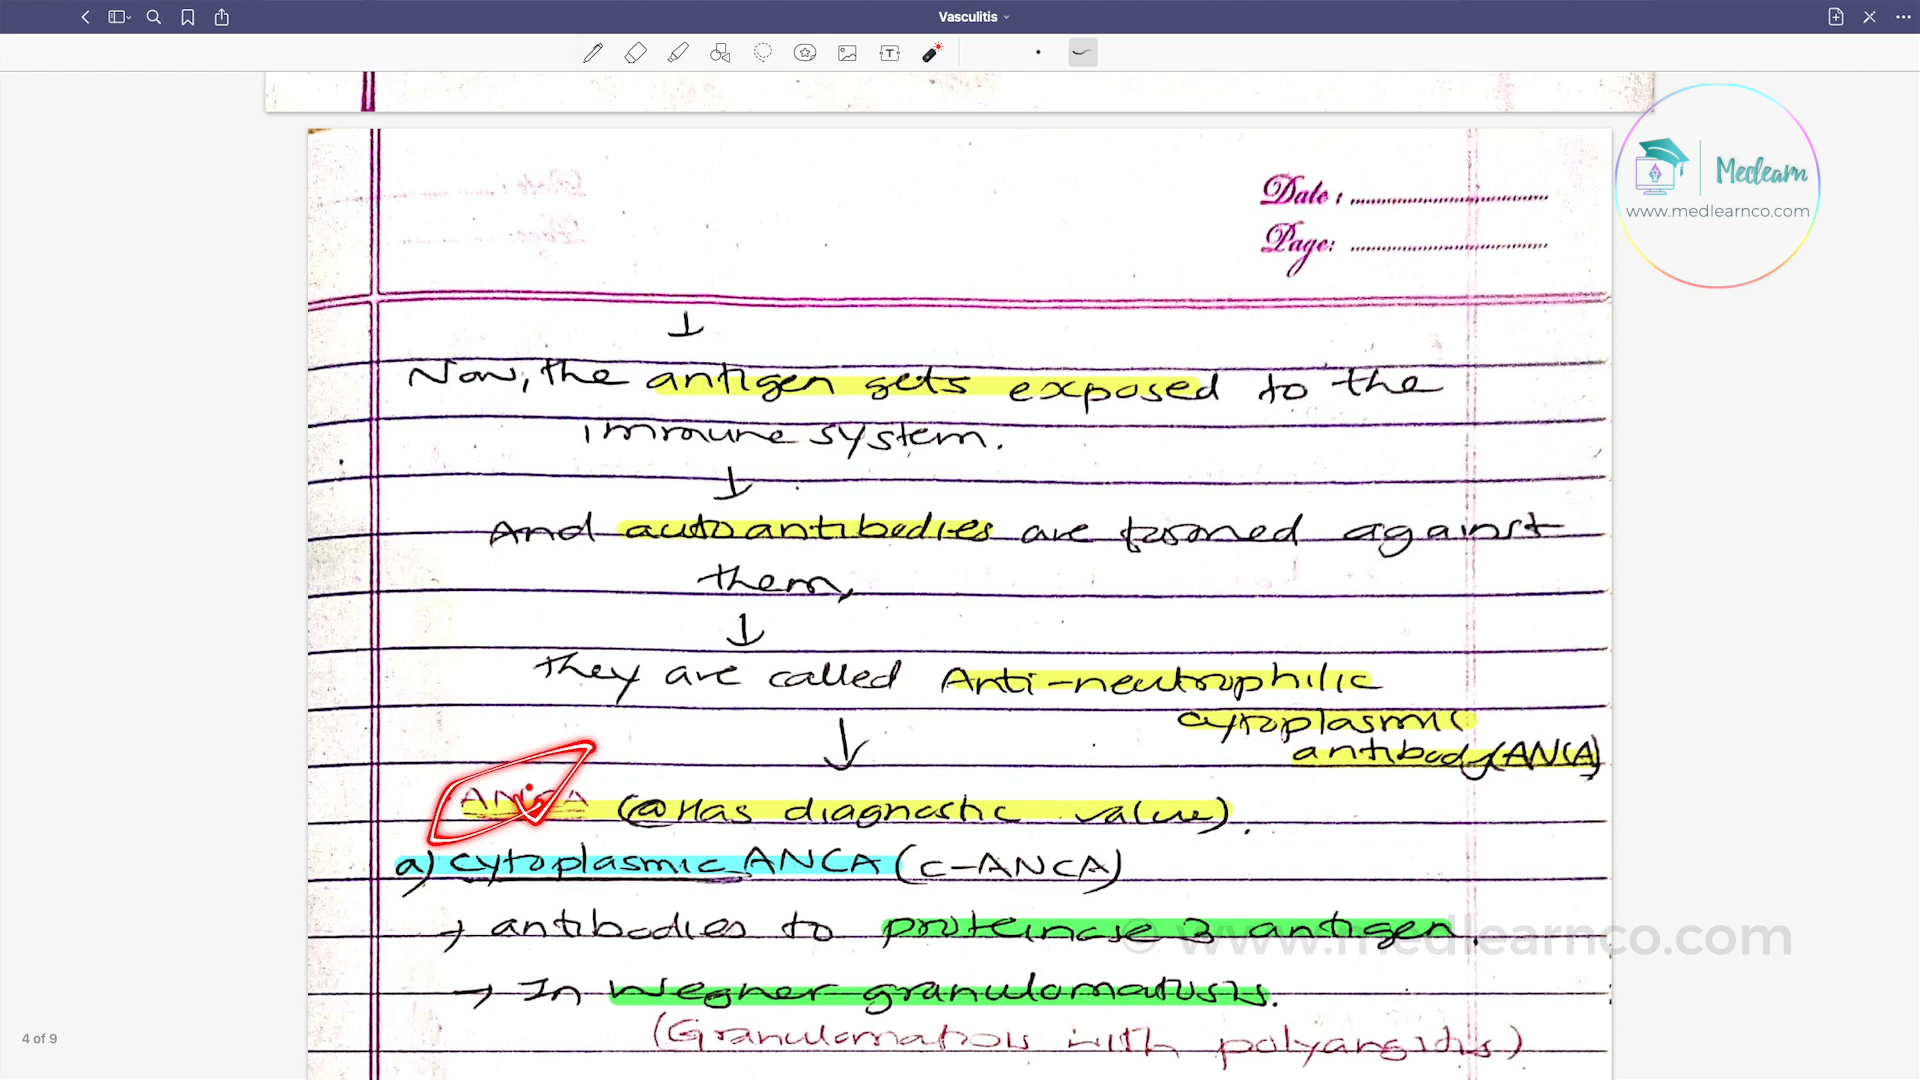 Vasculitis
Medlearn
www.medlearnco.com
Date :
Page:
Now, the antigen gets exposed to the
immune system.
And autoantibodies are formed against
them,
they are called Anti-neutrophilic
cytoplasmic
antibody(ANCA)
ANCA (@Has diagnostic value).
a) cytoplasmic ANCA (c-ANCA)
→ antibodies to proteinase 3 antigen.
© www.medlearnco.com
→ In Wegner granulomatosis.
(Granulomatous with polyangitis)
4 of 9